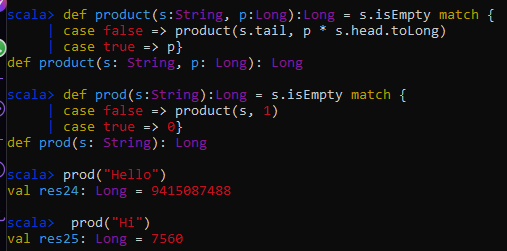 scala> def product(s:String, p:Long):Long = s.isEmpty match {
     | case false => product(s.tail, p * s.head.toLong)
     | case true => p}
def product(s: String, p: Long): Long
scala> def prod(s:String):Long = s.isEmpty match {
     | case false => product(s, 1)
     | case true => 0}
def prod(s: String): Long
scala> prod("Hello")
val res24: Long = 9415087488
scala>  prod("Hi")
val res25: Long = 7560